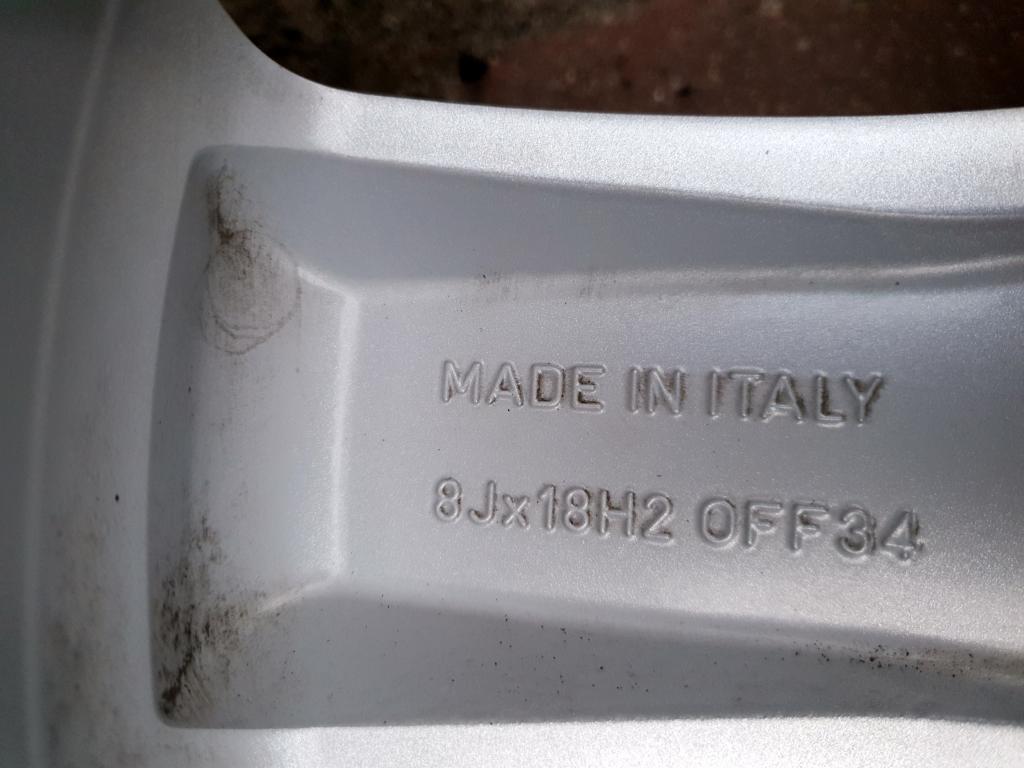 MADE IN ITALY
8Jx18H2 OFF34